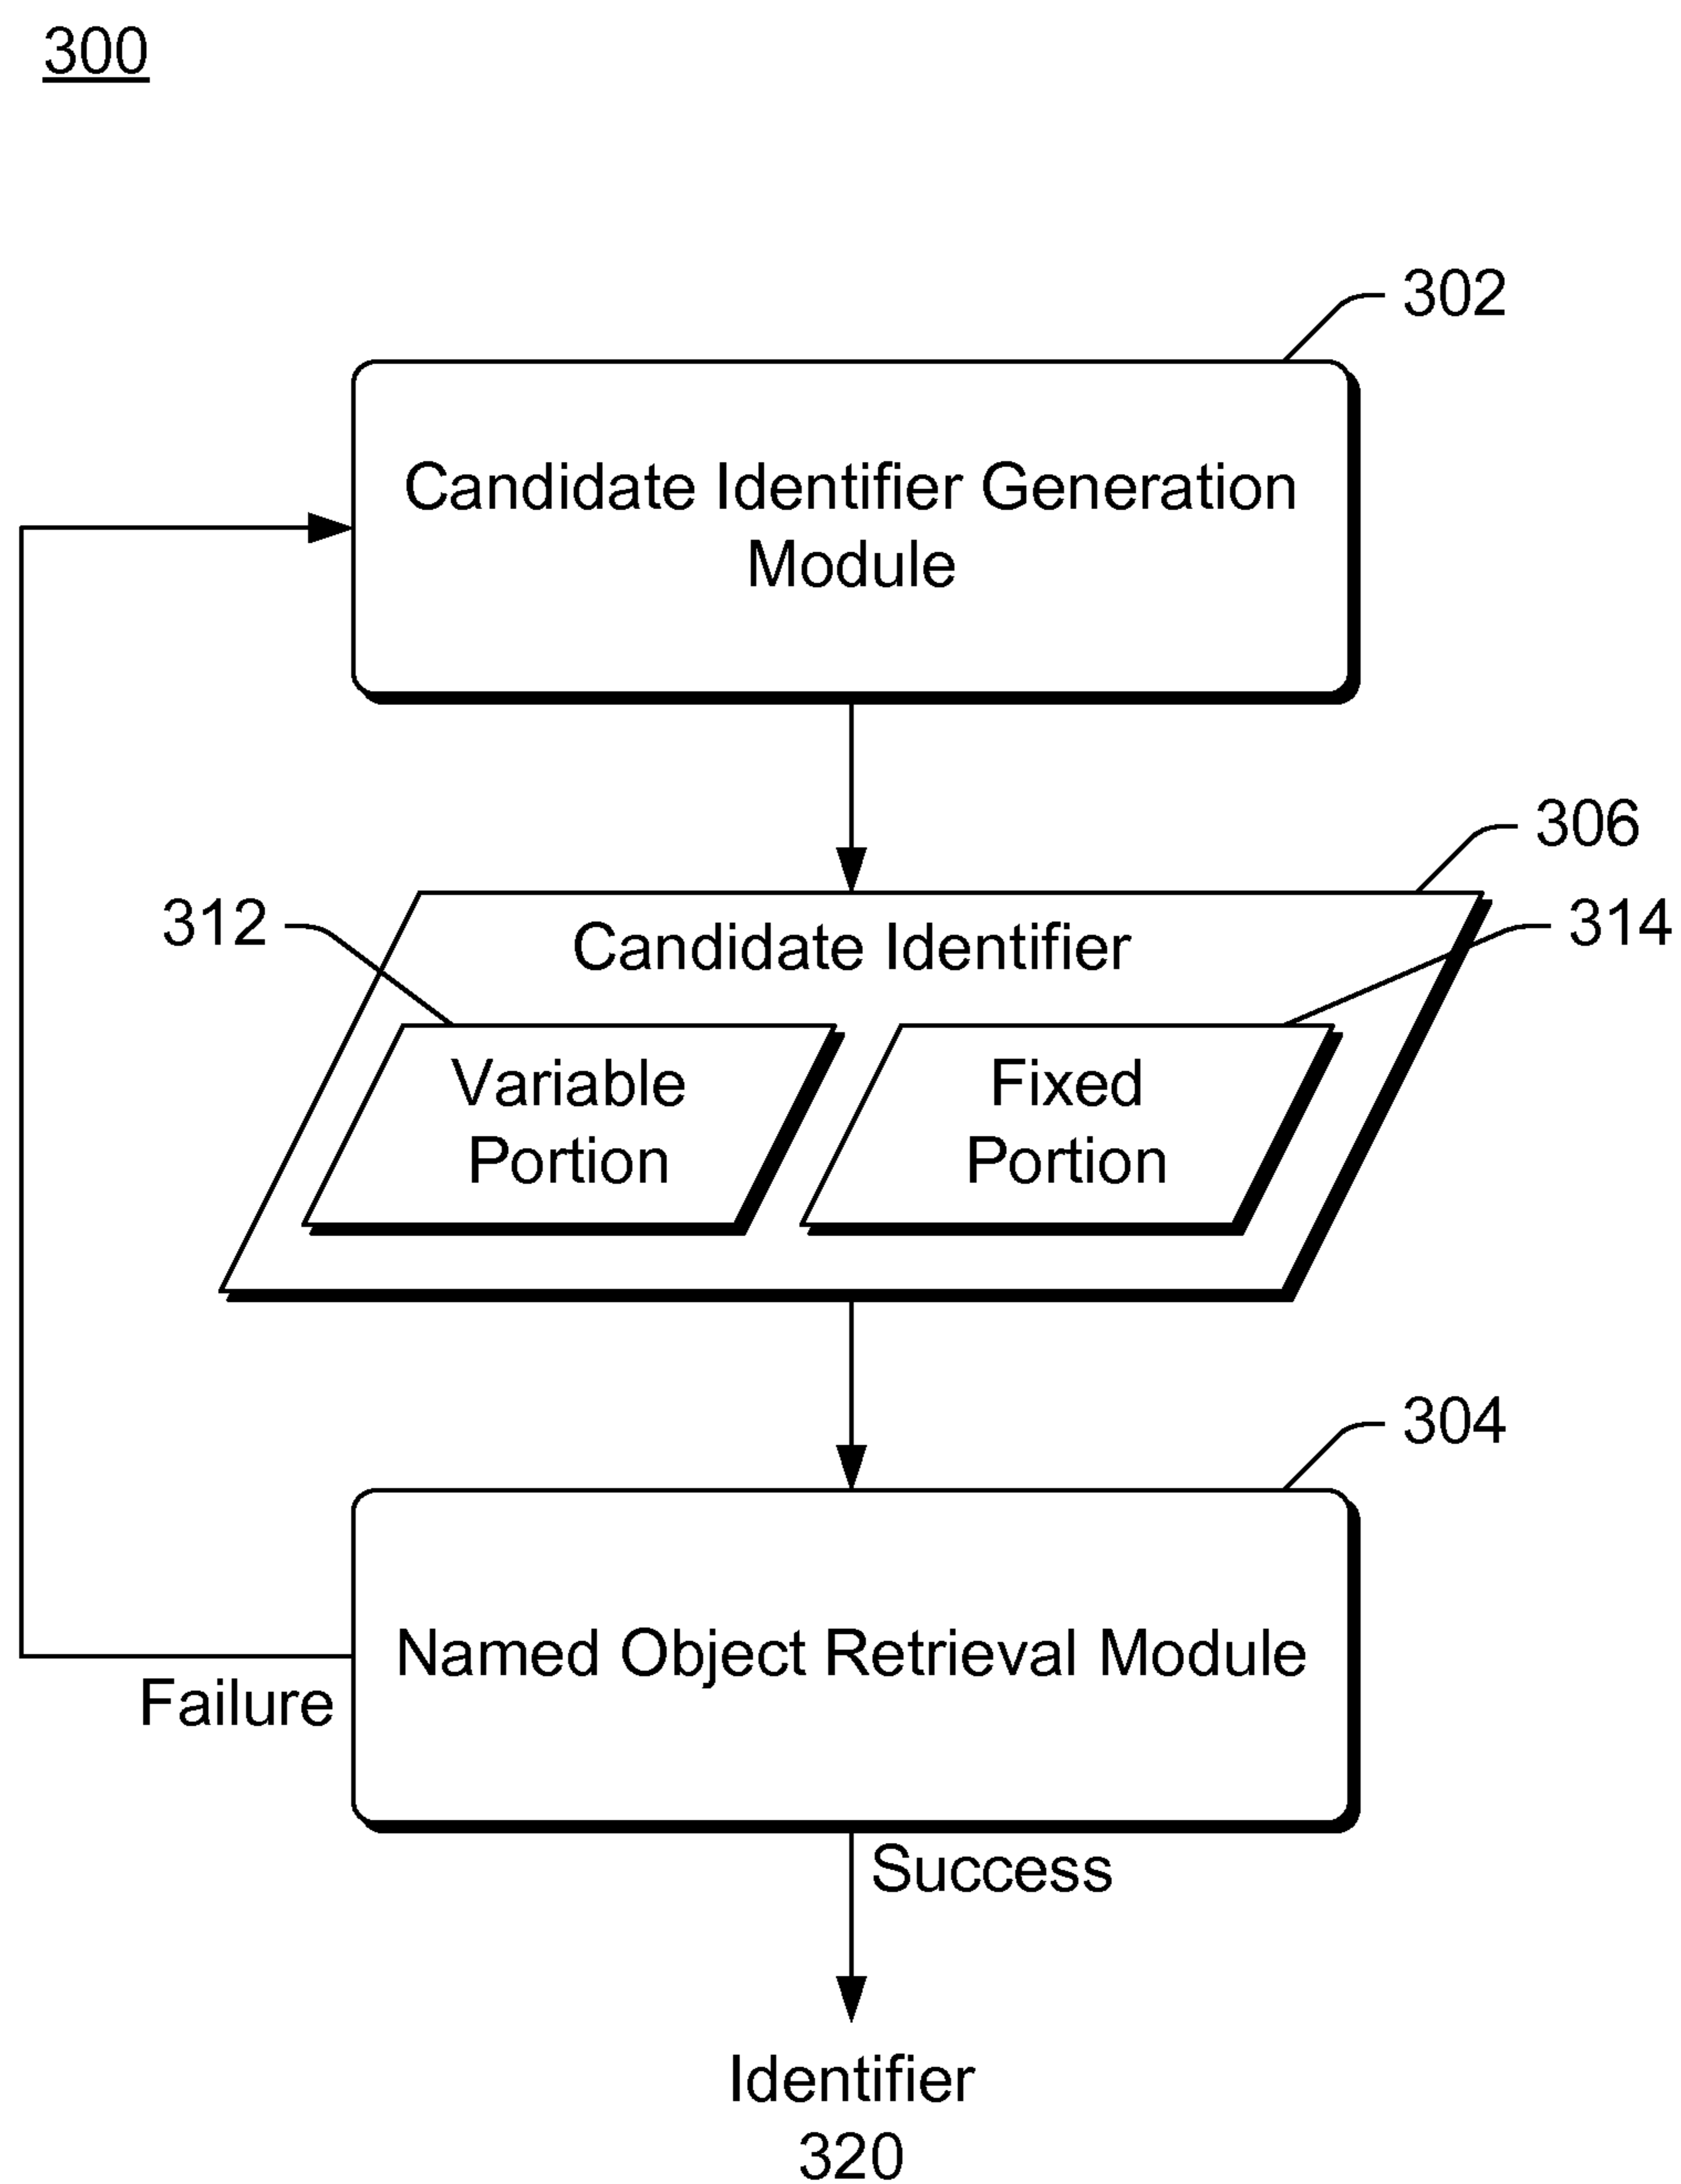 300
302
Candidate Identifier Generation
Module
306
312
314
Candidate Identifier
Variable
Portion
Fixed
Portion
304
Named Object Retrieval Module
Failure
Success
Identifier
320